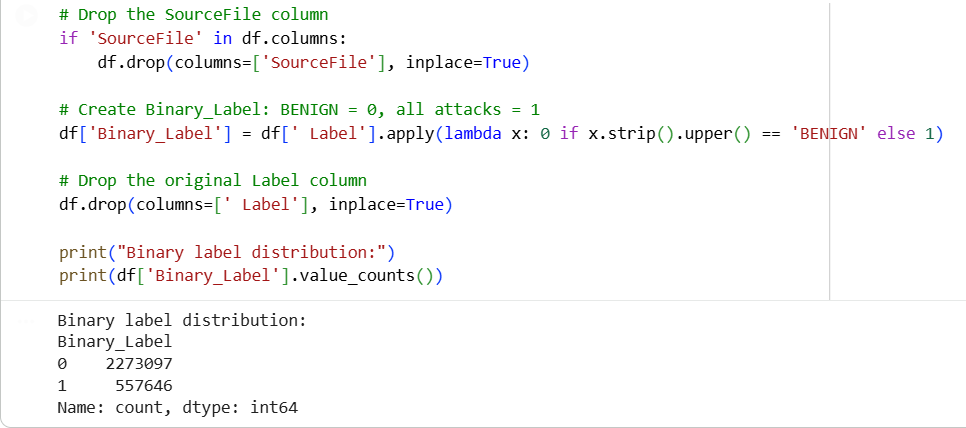 # Drop the SourceFile column
if 'SourceFile' in df.columns:
    df.drop(columns=['SourceFile'], inplace=True)

# Create Binary_Label: BENIGN = 0, all attacks = 1
df['Binary_Label'] = df[' Label'].apply(lambda x: 0 if x.strip().upper() == 'BENIGN' else 1)

# Drop the original Label column
df.drop(columns=[' Label'], inplace=True)

print("Binary label distribution:")
print(df['Binary_Label'].value_counts())

Binary label distribution:
Binary_Label
0    2273097
1     557646
Name: count, dtype: int64